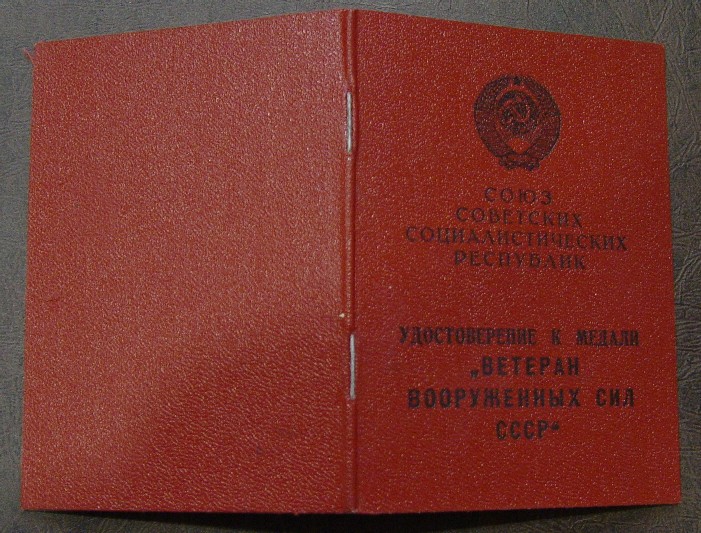 СОЮЗ
СОВЕТСКИХ
СОЦИАЛИСТИЧЕСКИХ
РЕСПУБЛИК
УДОСТОВЕРЕНИЕ К МЕДАЛИ
„ВЕТЕРАН
ВООРУЖЕННЫХ СИЛ
СССР“